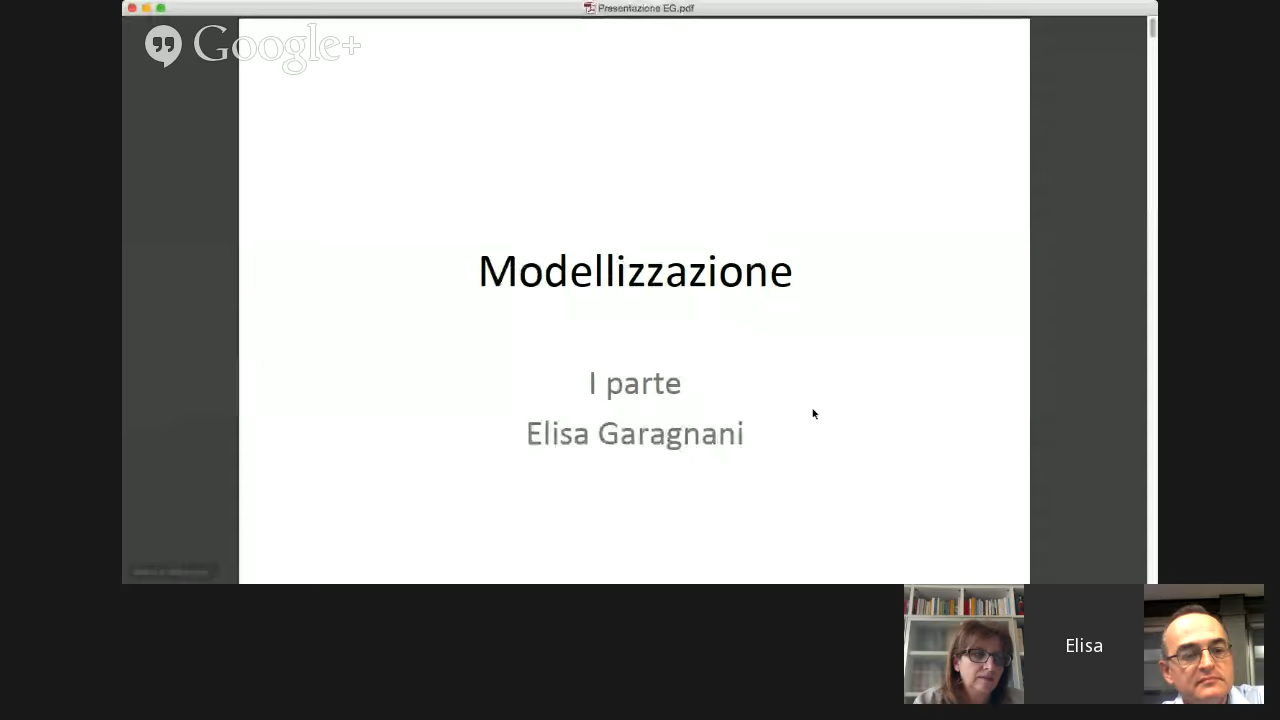 Presentazione EG.pdf
Google+
Modellizzazione
I parte
Elisa Garagnani
Elisa